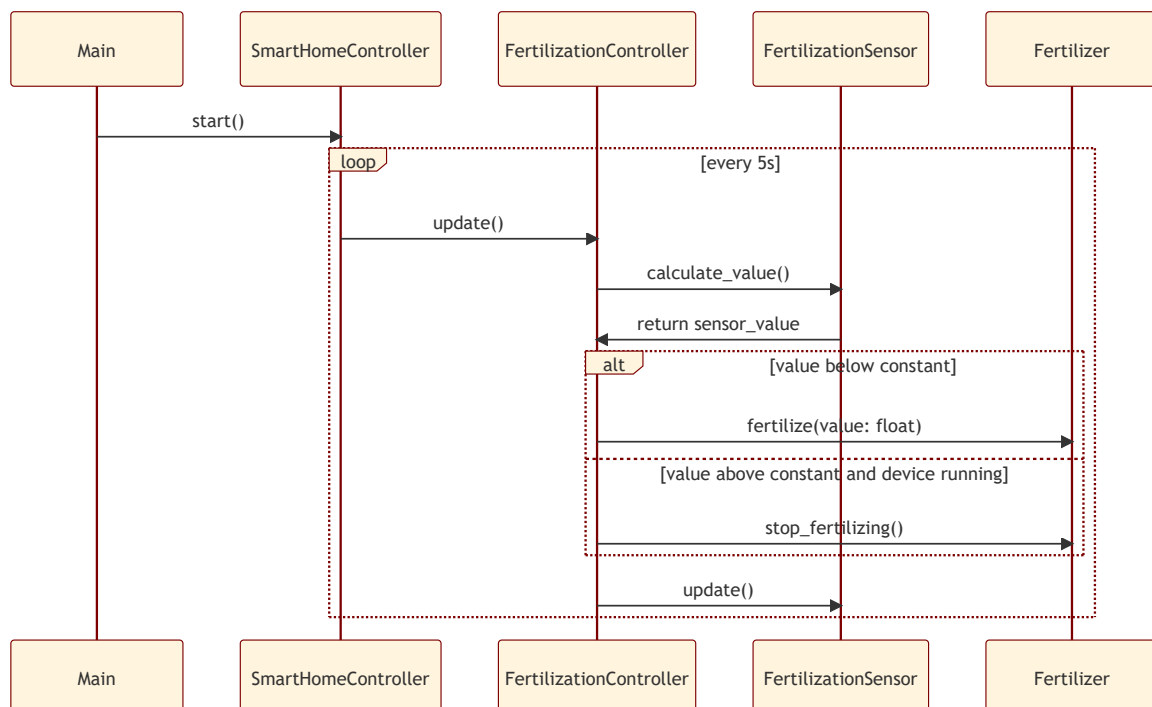 Main
SmartHomeController
FertilizationController
FertilizationSensor
Fertilizer
start()
loop
[every 5s]
update()
calculate_value()
return sensor_value
alt
[value below constant]
fertilize(value: float)
[value above constant and device running]
stop_fertilizing()
update()
Main
SmartHomeController
FertilizationController
FertilizationSensor
Fertilizer